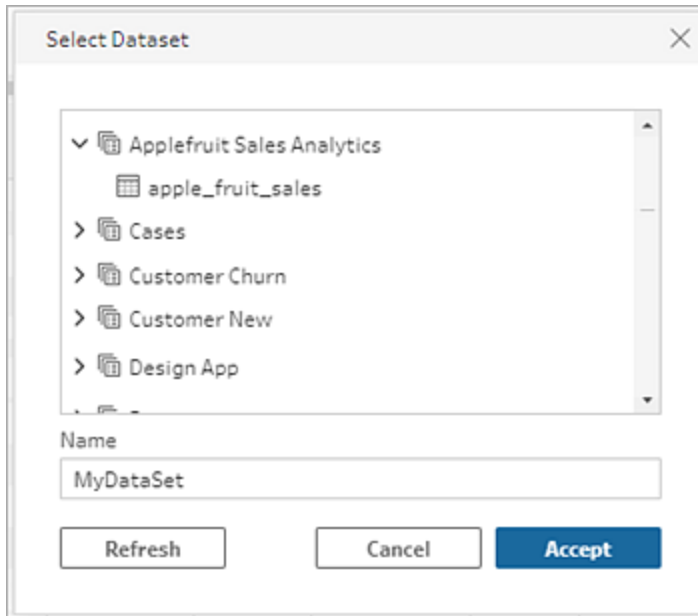 Select Dataset
Applefruit Sales Analytics
apple_fruit_sales
Cases
Customer Churn
Customer New
Design App
Name
MyDataSet
Refresh Cancel Accept